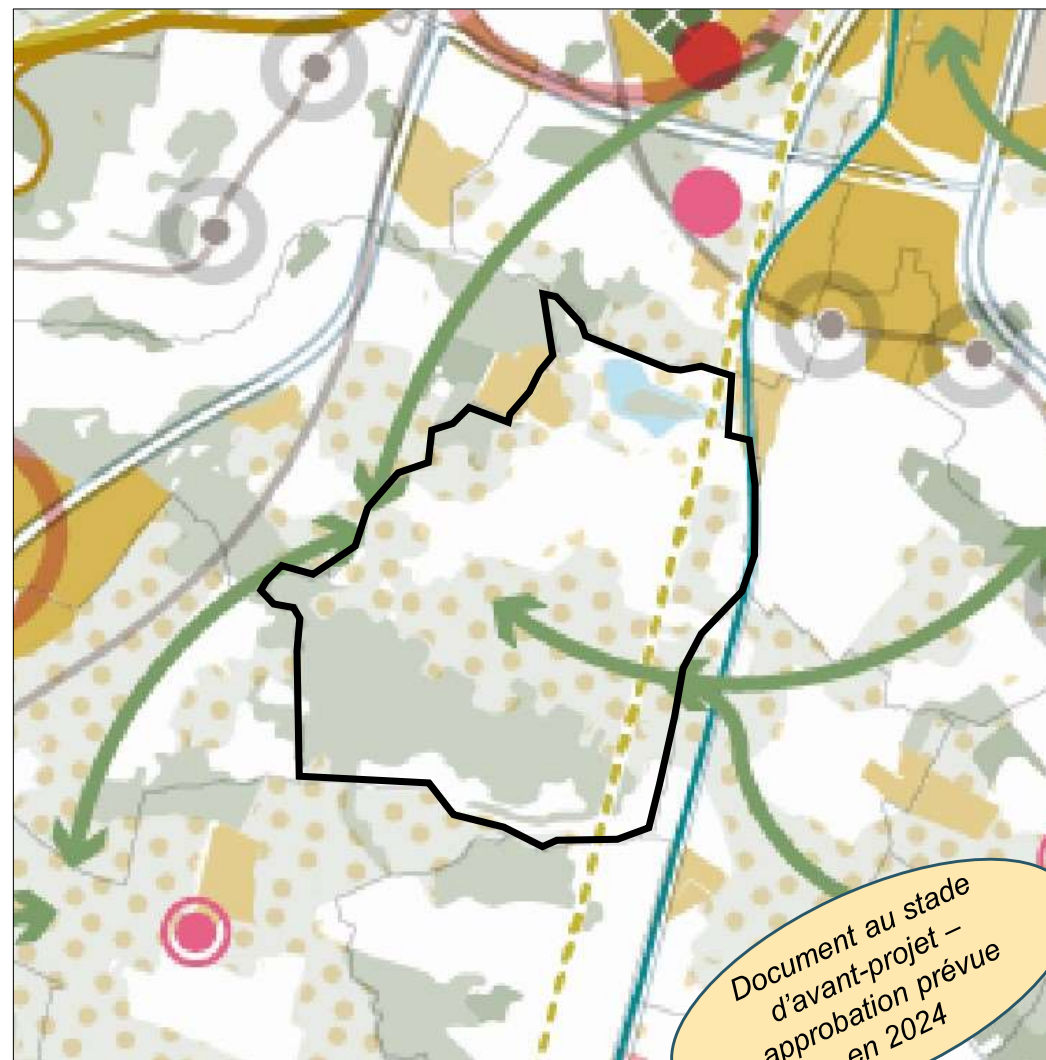 Document au stade
d’avant-projet –
approbation prévue
en 2024